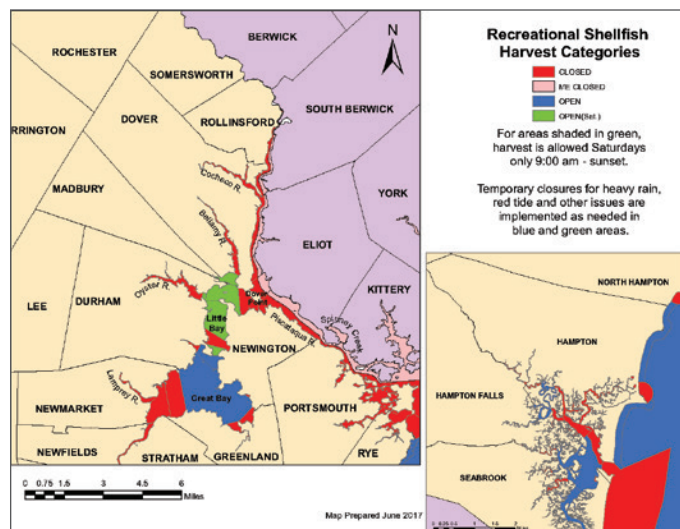 ROCHESTER
BERWICK
SOMERSWORTH
N
SOUTH BERWICK
DOVER
ROLLINSFORD
RRINGTON
Cocheco R.
YORK
MADBURY
Bellamy R.
ELIOT
LEE
DURHAM
Oyster R.
Dover
Point
KITTERY
Little
Bay
Piscataqua R.
Spinney Creek
NEWINGTON
Lamprey R.
NEWMARKET
Great Bay
PORTSMOUTH
NEWFIELDS
STRATHAM
GREENLAND
RYE
0 0.75 1.5 3 4.5 6
Miles
Map Prepared June 2017
Recreational Shellfish
Harvest Categories
CLOSED
ME CLOSED
OPEN
OPEN(Sat.)
For areas shaded in green,
harvest is allowed Saturdays
only 9:00 am - sunset.
Temporary closures for heavy rain,
red tide and other issues are
implemented as needed in
blue and green areas.
NORTH HAMPTON
HAMPTON
HAMPTON FALLS
SEABROOK